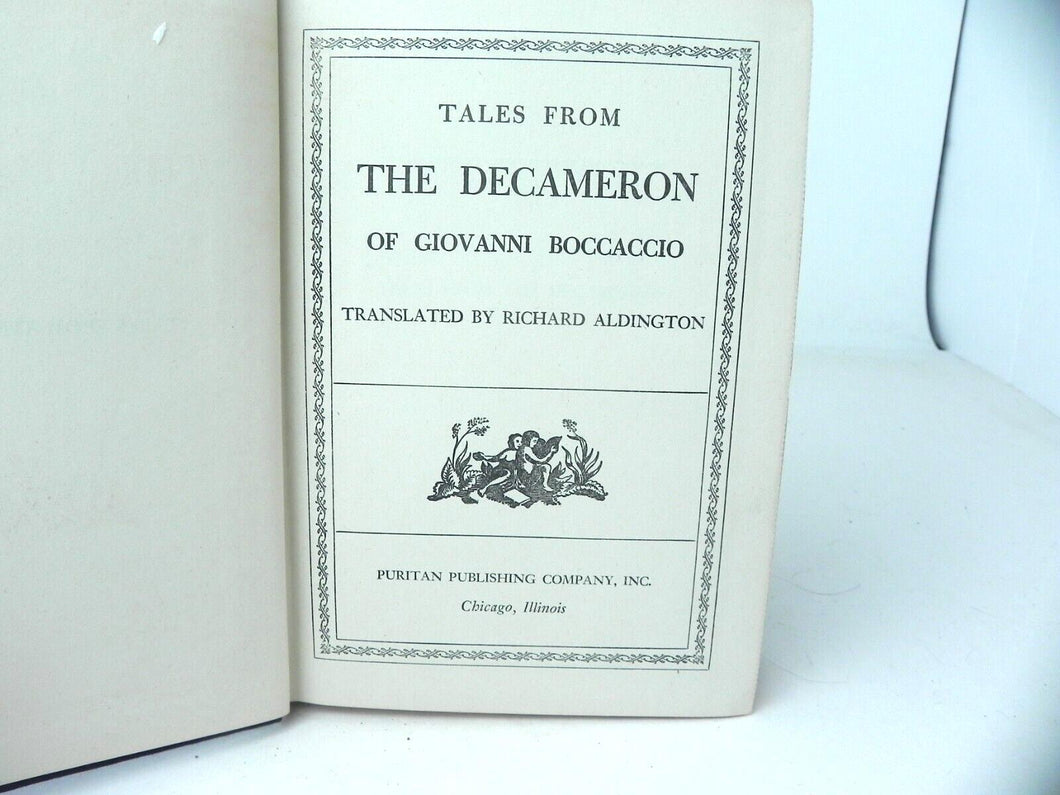 TALES FROM
THE DECAMERON
OF GIOVANNI BOCCACCIO
TRANSLATED BY RICHARD ALDINGTON
PURITAN PUBLISHING COMPANY, INC.
Chicago, Illinois